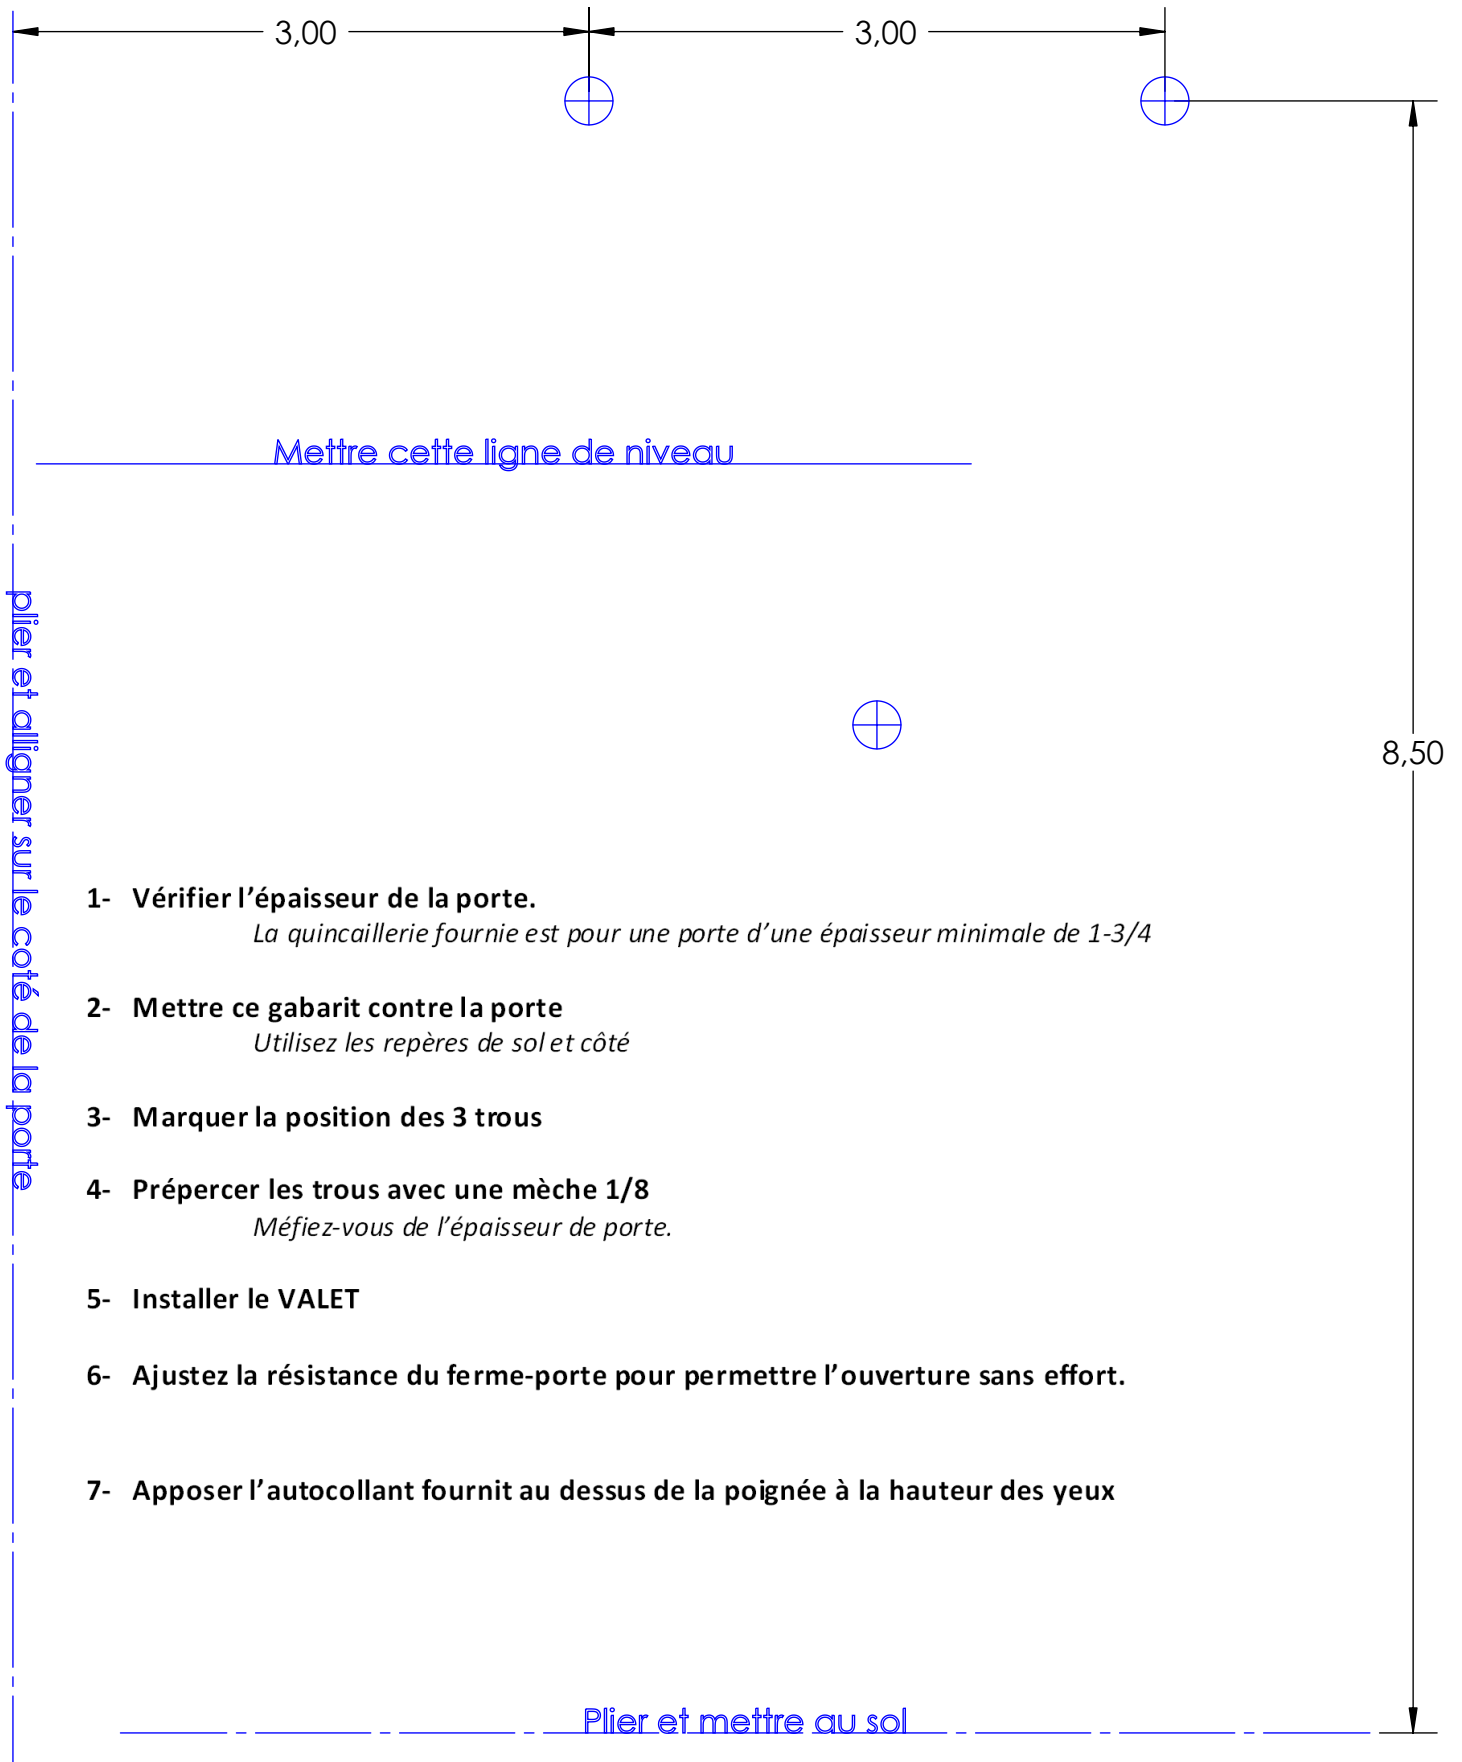 3,00
3,00
Mettre cette ligne de niveau
plier et alligner sur le coté de la porte
8,50
1- Vérifier l’épaisseur de la porte.
La quincaillerie fournie est pour une porte d’une épaisseur minimale de 1-3/4
2- Mettre ce gabarit contre la porte
Utilisez les repères de sol et côté
3- Marquer la position des 3 trous
4- Prépercer les trous avec une mèche 1/8
Méfiez-vous de l’épaisseur de porte.
5- Installer le VALET
6- Ajustez la résistance du ferme-porte pour permettre l’ouverture sans effort.
7- Apposer l’autocollant fournit au dessus de la poignée à la hauteur des yeux
Plier et mettre au sol